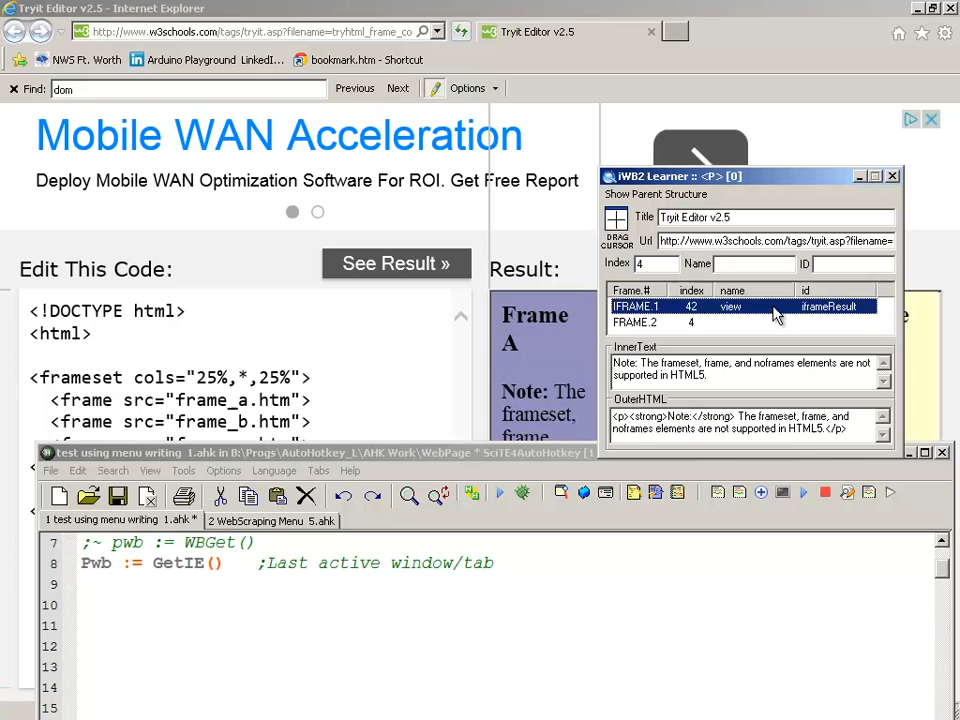 Tryit Editor v2.5 - Internet Explorer
http://www.w3schools.com/tags/tryit.asp?filename=tryhtml_frame_co
Tryit Editor v2.5
NWS Ft. Worth
Arduino Playground LinkedI...
bookmark.htm - Shortcut
Find: dom
Previous
Next
Options
Mobile WAN Acceleration
Deploy Mobile WAN Optimization Software For ROI. Get Free Report
Edit This Code:
See Result »
Result:
<!DOCTYPE html>
<html>
<frameset cols="25%,*,25%">
<frame src="frame_a.htm">
<frame src="frame_b.htm">
Frame
A
Note: The
frameset,
iWB2 Learner :: <P> [0]
Show Parent Structure
DRAG
CURSOR
Title Tryit Editor v2.5
Url http://www.w3schools.com/tags/tryit.asp?filename=
Index 4 Name ID
Frame.# index name id
IFRAME.1 42 view iframeResult
FRAME.2 4
InnerText
Note: The frameset, frame, and noframes elements are not
supported in HTML5.
OuterHTML
<p><strong>Note:</strong> The frameset, frame, and
noframes elements are not supported in HTML5.</p>
test using menu writing 1.ahk in B:\Progs\AutoHotkey_L\AHK Work\WebPage * SciTE4AutoHotkey [1
File Edit Search View Tools Options Language Tabs Help
1 test using menu writing 1.ahk *
2 WebScraping Menu 5.ahk
7 ;~ pwb := WBGet()
8 Pwb := GetIE() ;Last active window/tab
9
10
11
12
13
14
15